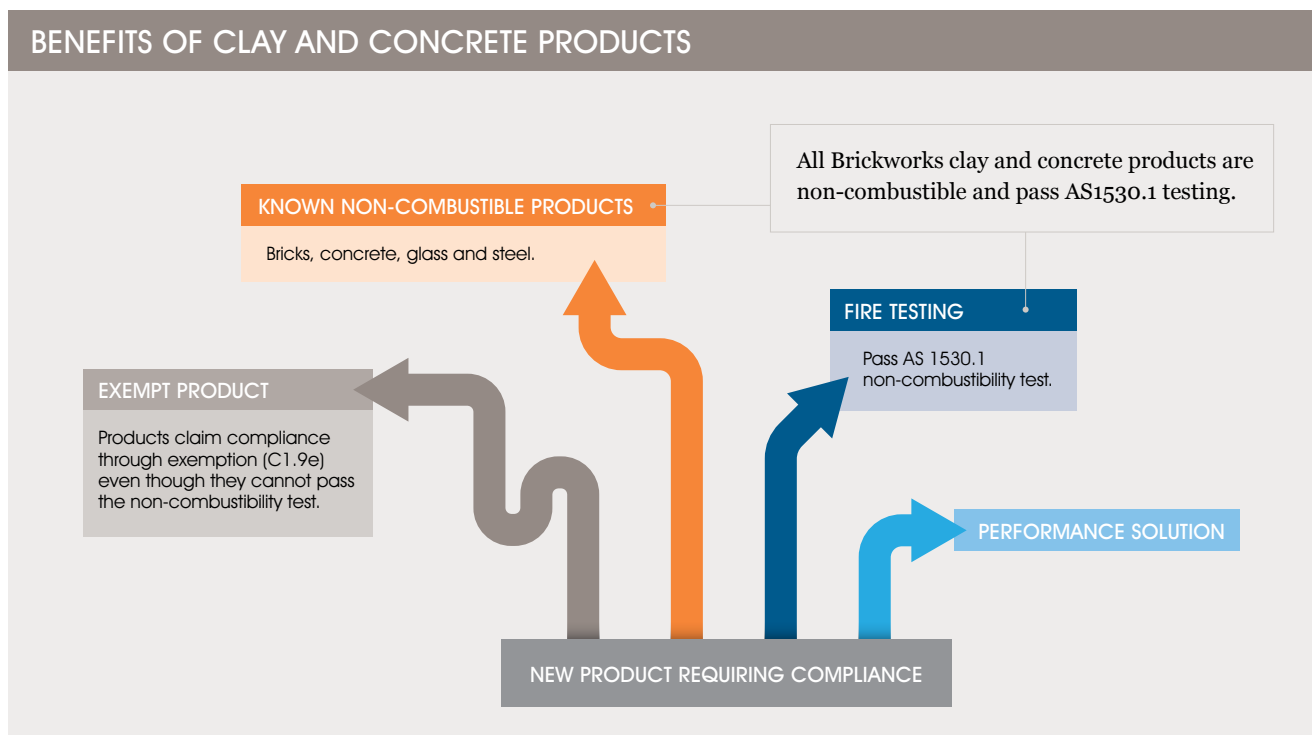 BENEFITS OF CLAY AND CONCRETE PRODUCTS
All Brickworks clay and concrete products are
non-combustible and pass AS1530.1 testing.
KNOWN NON-COMBUSTIBLE PRODUCTS
Bricks, concrete, glass and steel.
FIRE TESTING
Pass AS 1530.1
non-combustibility test.
EXEMPT PRODUCT
Products claim compliance
through exemption (C1.9e)
even though they cannot pass
the non-combustibility test.
PERFORMANCE SOLUTION
NEW PRODUCT REQUIRING COMPLIANCE